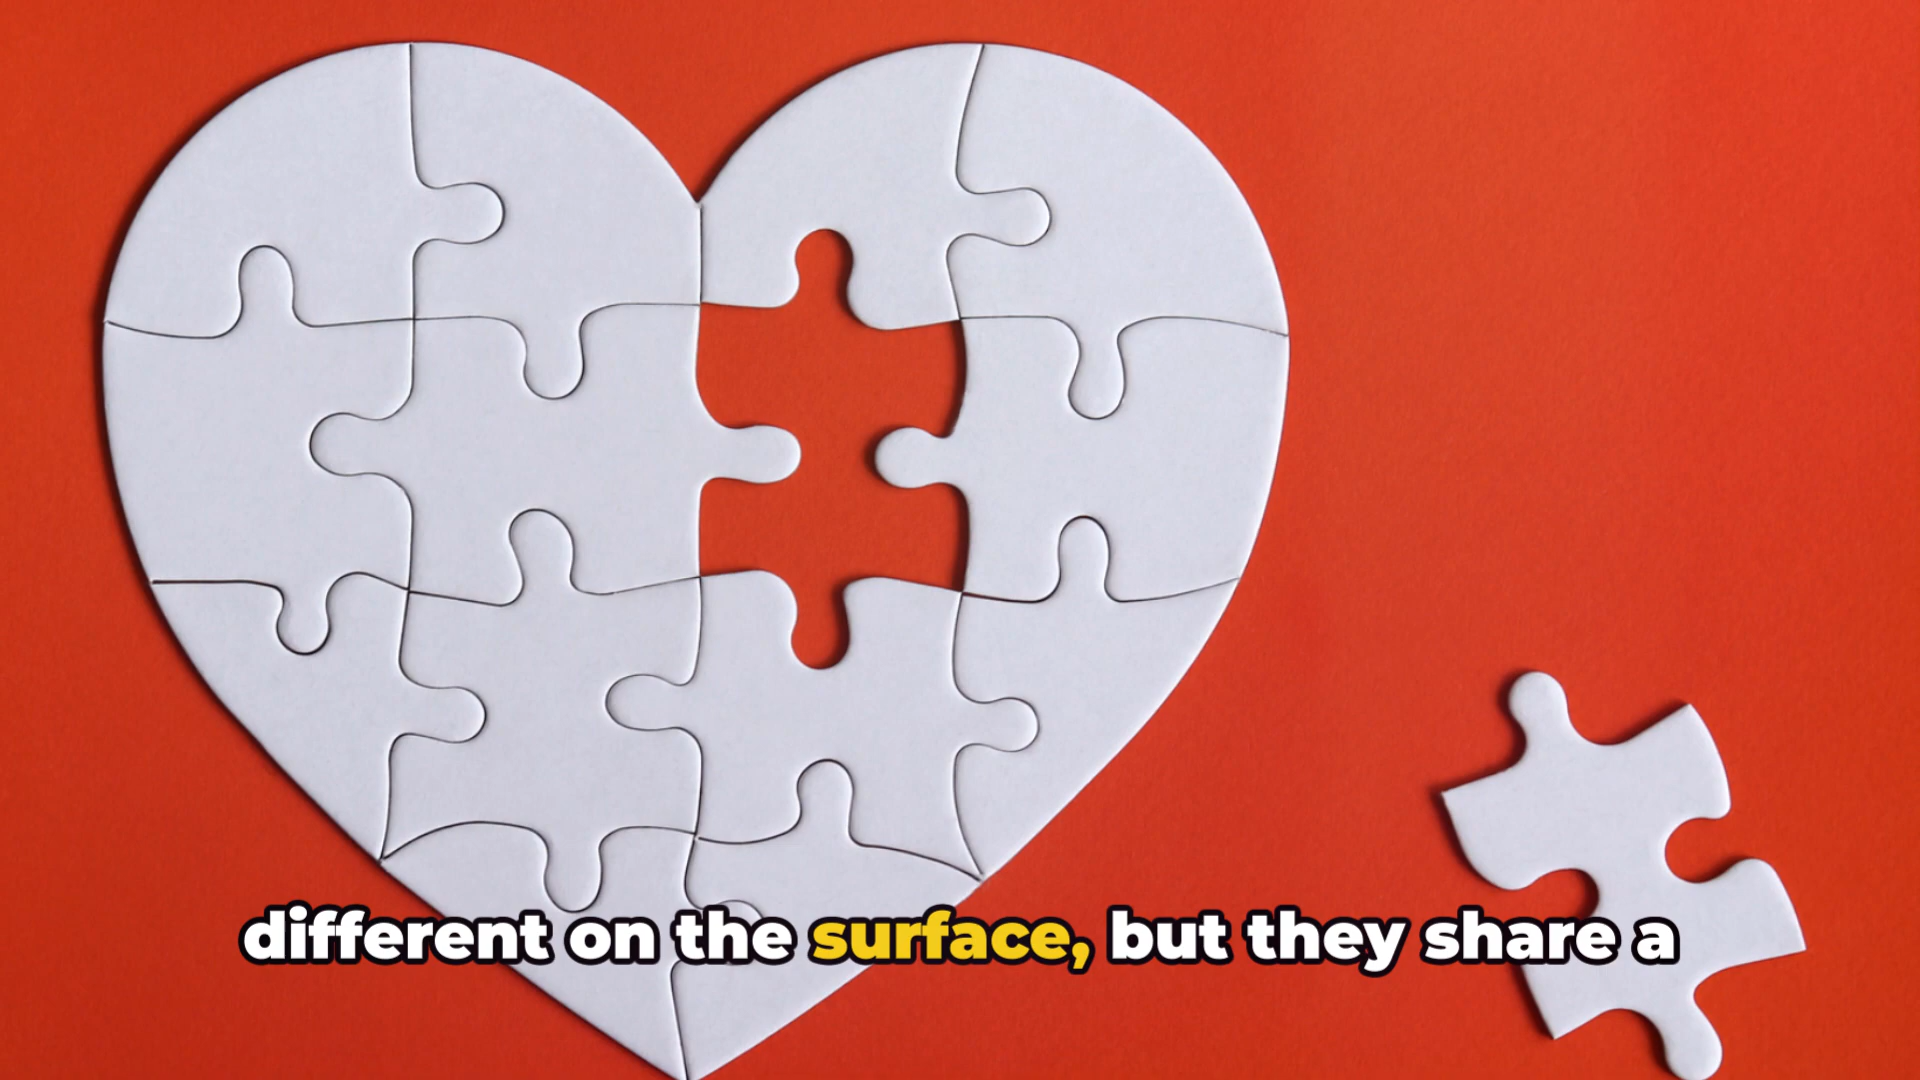 different on the surface, but they share a